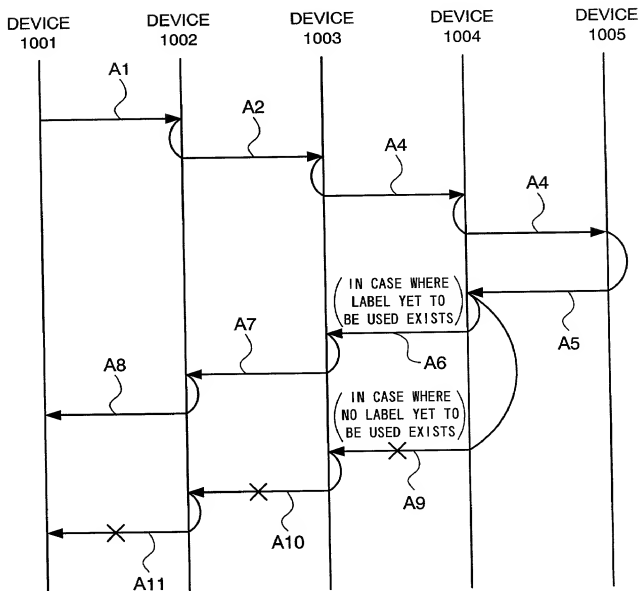 DEVICE 1001
DEVICE 1002
DEVICE 1003
DEVICE 1004
DEVICE 1005
A1
A2
A4
A4
(IN CASE WHERE
LABEL YET TO
BE USED EXISTS)
A5
A6
A7
A8
(IN CASE WHERE
NO LABEL YET TO
BE USED EXISTS)
A9
A10
A11